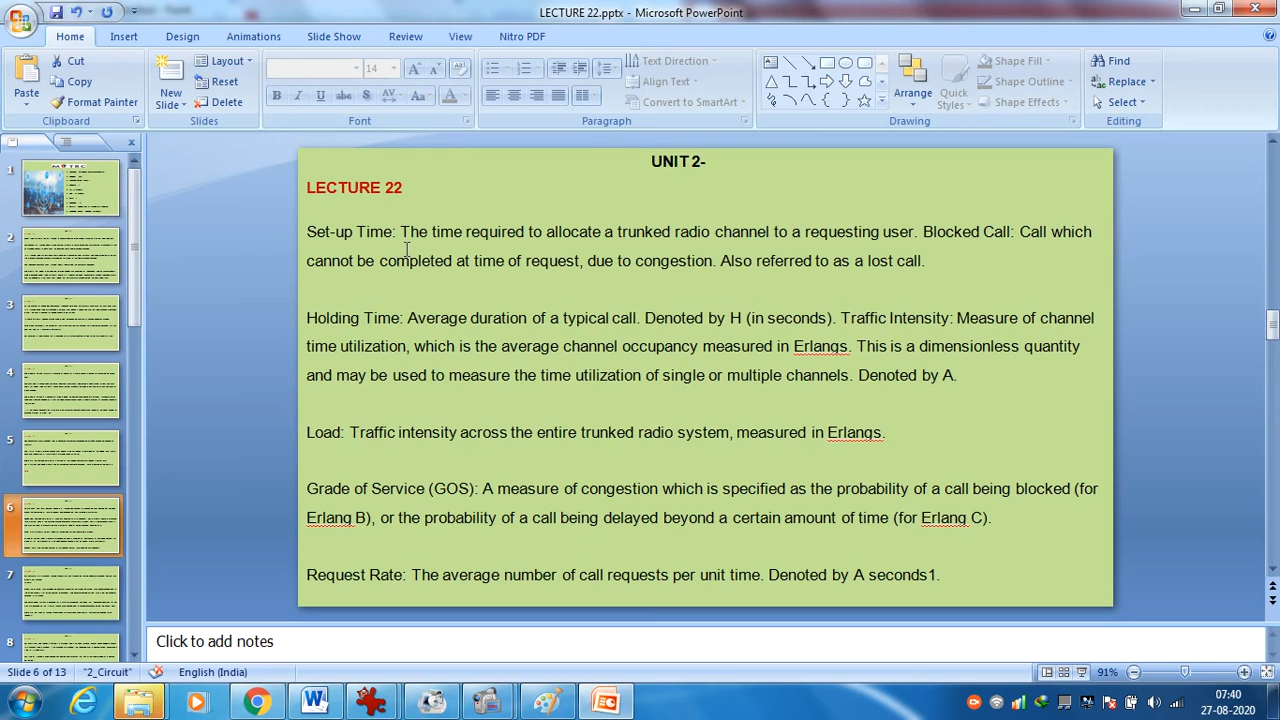 LECTURE 22.pptx - Microsoft PowerPoint
Home Insert Design Animations Slide Show Review View Nitro PDF
Paste
Cut
Copy
Format Painter
Clipboard
New Slide
Layout
Reset
Delete
Slides
14
Font
Text Direction
Align Text
Convert to SmartArt
Paragraph
Arrange
Quick Styles
Shape Fill
Shape Outline
Shape Effects
Drawing
Find
Replace
Select
Editing
1
2
3
4
5
6
7
8
UNIT 2-
LECTURE 22
Set-up Time: The time required to allocate a trunked radio channel to a requesting user. Blocked Call: Call which
cannot be completed at time of request, due to congestion. Also referred to as a lost call.
Holding Time: Average duration of a typical call. Denoted by H (in seconds). Traffic Intensity: Measure of channel
time utilization, which is the average channel occupancy measured in Erlangs. This is a dimensionless quantity
and may be used to measure the time utilization of single or multiple channels. Denoted by A.
Load: Traffic intensity across the entire trunked radio system, measured in Erlangs.
Grade of Service (GOS): A measure of congestion which is specified as the probability of a call being blocked (for
Erlang B), or the probability of a call being delayed beyond a certain amount of time (for Erlang C).
Request Rate: The average number of call requests per unit time. Denoted by A seconds1.
Click to add notes
Slide 6 of 13 "2_Circuit" English (India) 91%
07:40
27-08-2020